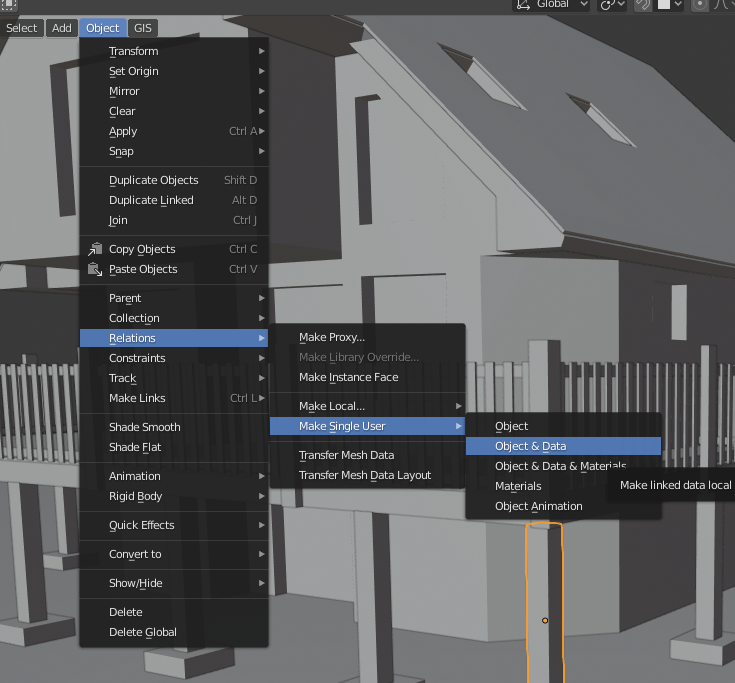 Global
Select Add Object GIS
Transform
Set Origin
Mirror
Clear
Apply Ctrl A
Snap
Duplicate Objects Shift D
Duplicate Linked Alt D
Join Ctrl J
Copy Objects Ctrl C
Paste Objects Ctrl V
Parent
Collection
Relations
Constraints
Track
Make Links Ctrl L
Shade Smooth
Shade Flat
Animation
Rigid Body
Quick Effects
Convert to
Show/Hide
Delete
Delete Global
Make Proxy...
Make Library Override...
Make Instance Face
Make Local...
Make Single User
Transfer Mesh Data
Transfer Mesh Data Layout
Object
Object & Data
Object & Data & Materials
Materials
Object Animation
Make linked data local